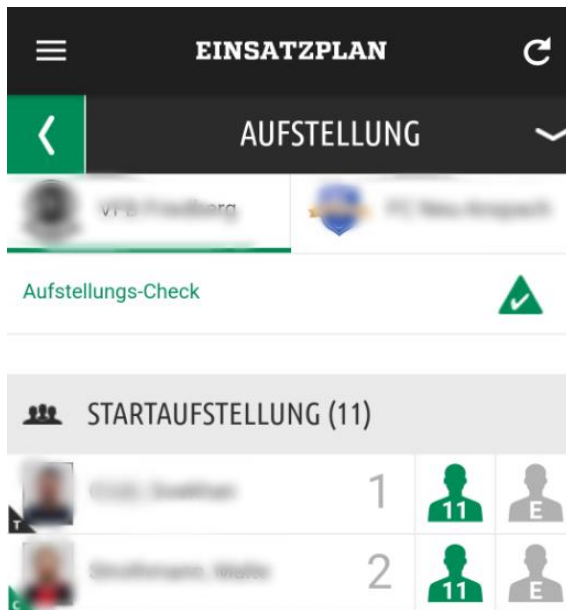 EINSATZPLAN
AUFSTELLUNG
Aufstellungs-Check
STARTAUFSTELLUNG (11)
1 11 E
T
2 11 E
C